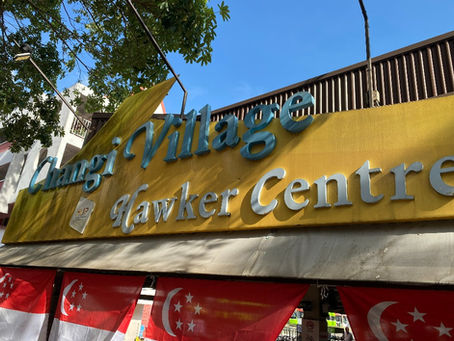 Changi Village
Hawker Centre